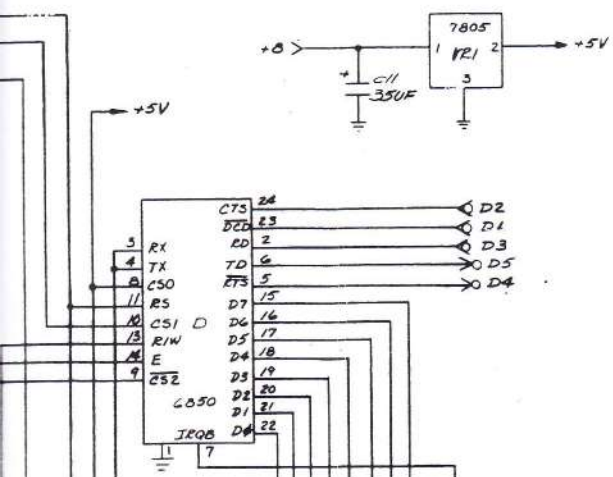 7805
+8 1 VR1 2 +5V
3
+ C11
35UF
+5V
CTS 24 D2
DCD 23 D1
3 RX RD 2 D3
4 TX TD 6 D5
8 CS0 RTS 5 D4
11 RS D7 15
10 CS1 D D6 16
13 R/W D5 17
14 E D4 18
9 CS2 D3 19
6850 D2 20
D1 21
IRQB D0 22
1 7